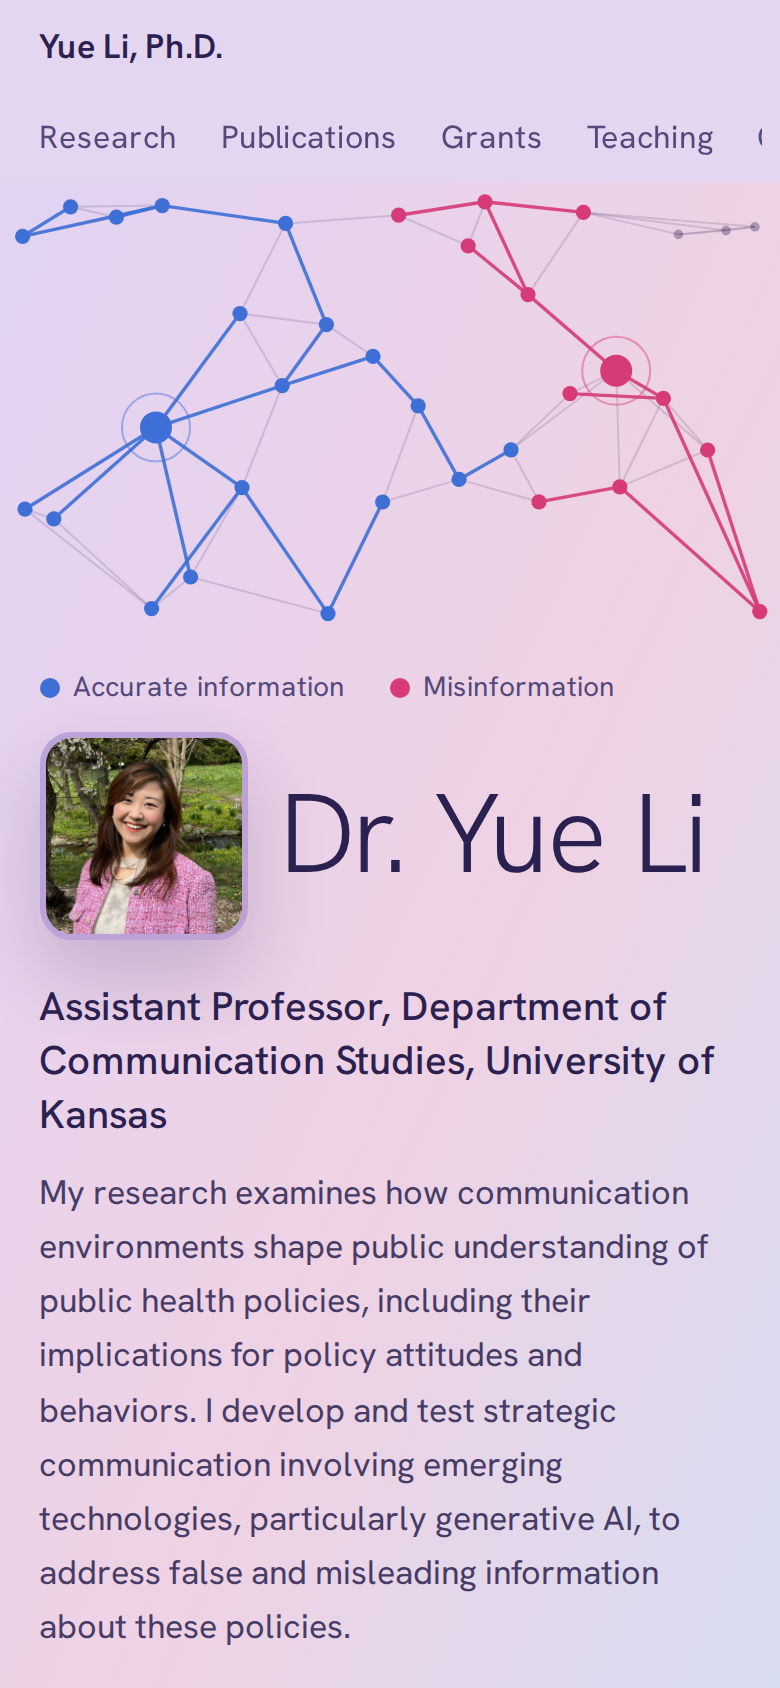 Yue Li, Ph.D.
Research Publications Grants Teaching
Accurate information Misinformation
Dr. Yue Li
Assistant Professor, Department of
Communication Studies, University of
Kansas
My research examines how communication
environments shape public understanding of
public health policies, including their
implications for policy attitudes and
behaviors. I develop and test strategic
communication involving emerging
technologies, particularly generative AI, to
address false and misleading information
about these policies.